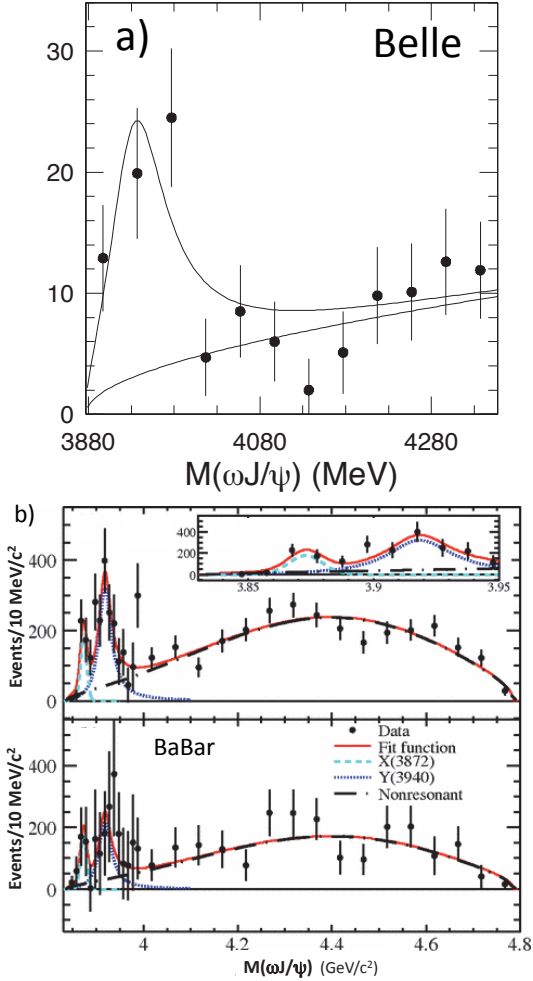 a)
Belle
30
20
10
0
3880
4080
4280
M(ωJ/ψ) (MeV)
b)
Events/10 MeV/c²
400
200
0
400
200
0
3.85
3.9
3.95
Events/10 MeV/c²
400
200
0
BaBar
Data
Fit function
X(3872)
Y(3940)
Nonresonant
4
4.2
4.4
4.6
4.8
M(ωJ/ψ) (GeV/c²)